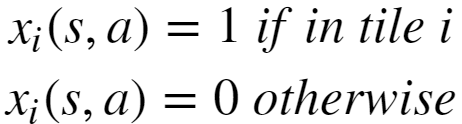 xᵢ(s, a) = 1 if in tile i
xᵢ(s, a) = 0 otherwise